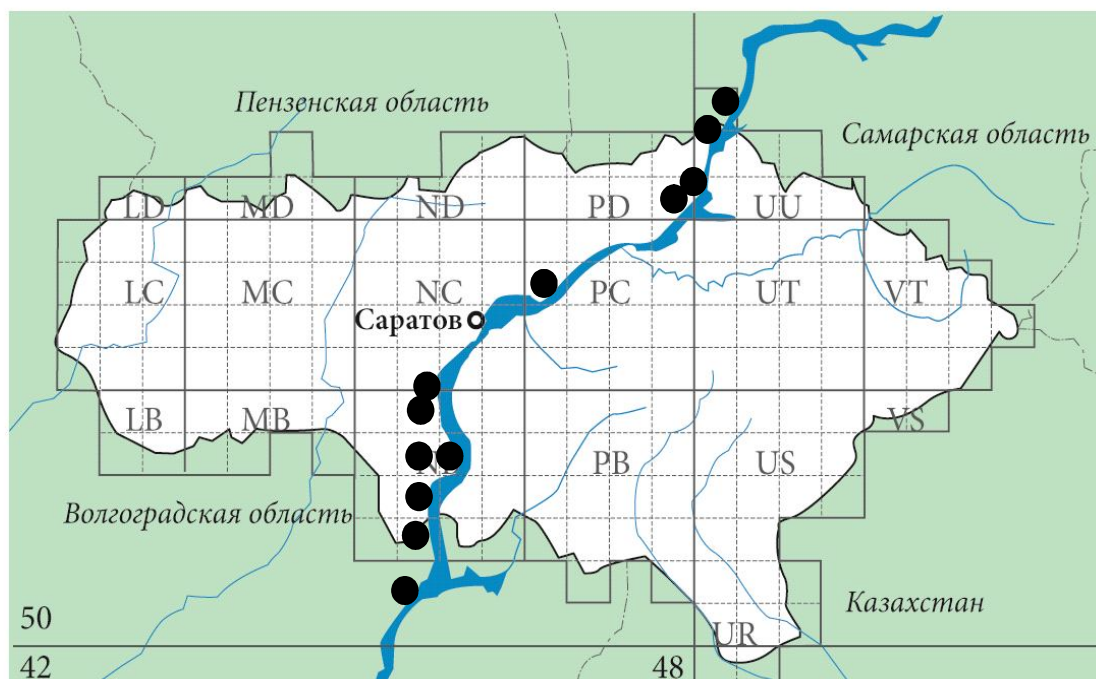 Пензенская область
Самарская область
LD MD ND PD UU
LC MC NC PC UT VT
Саратов
LB MB VS
PB US
Волгоградская область
Казахстан
50
UR
42 48